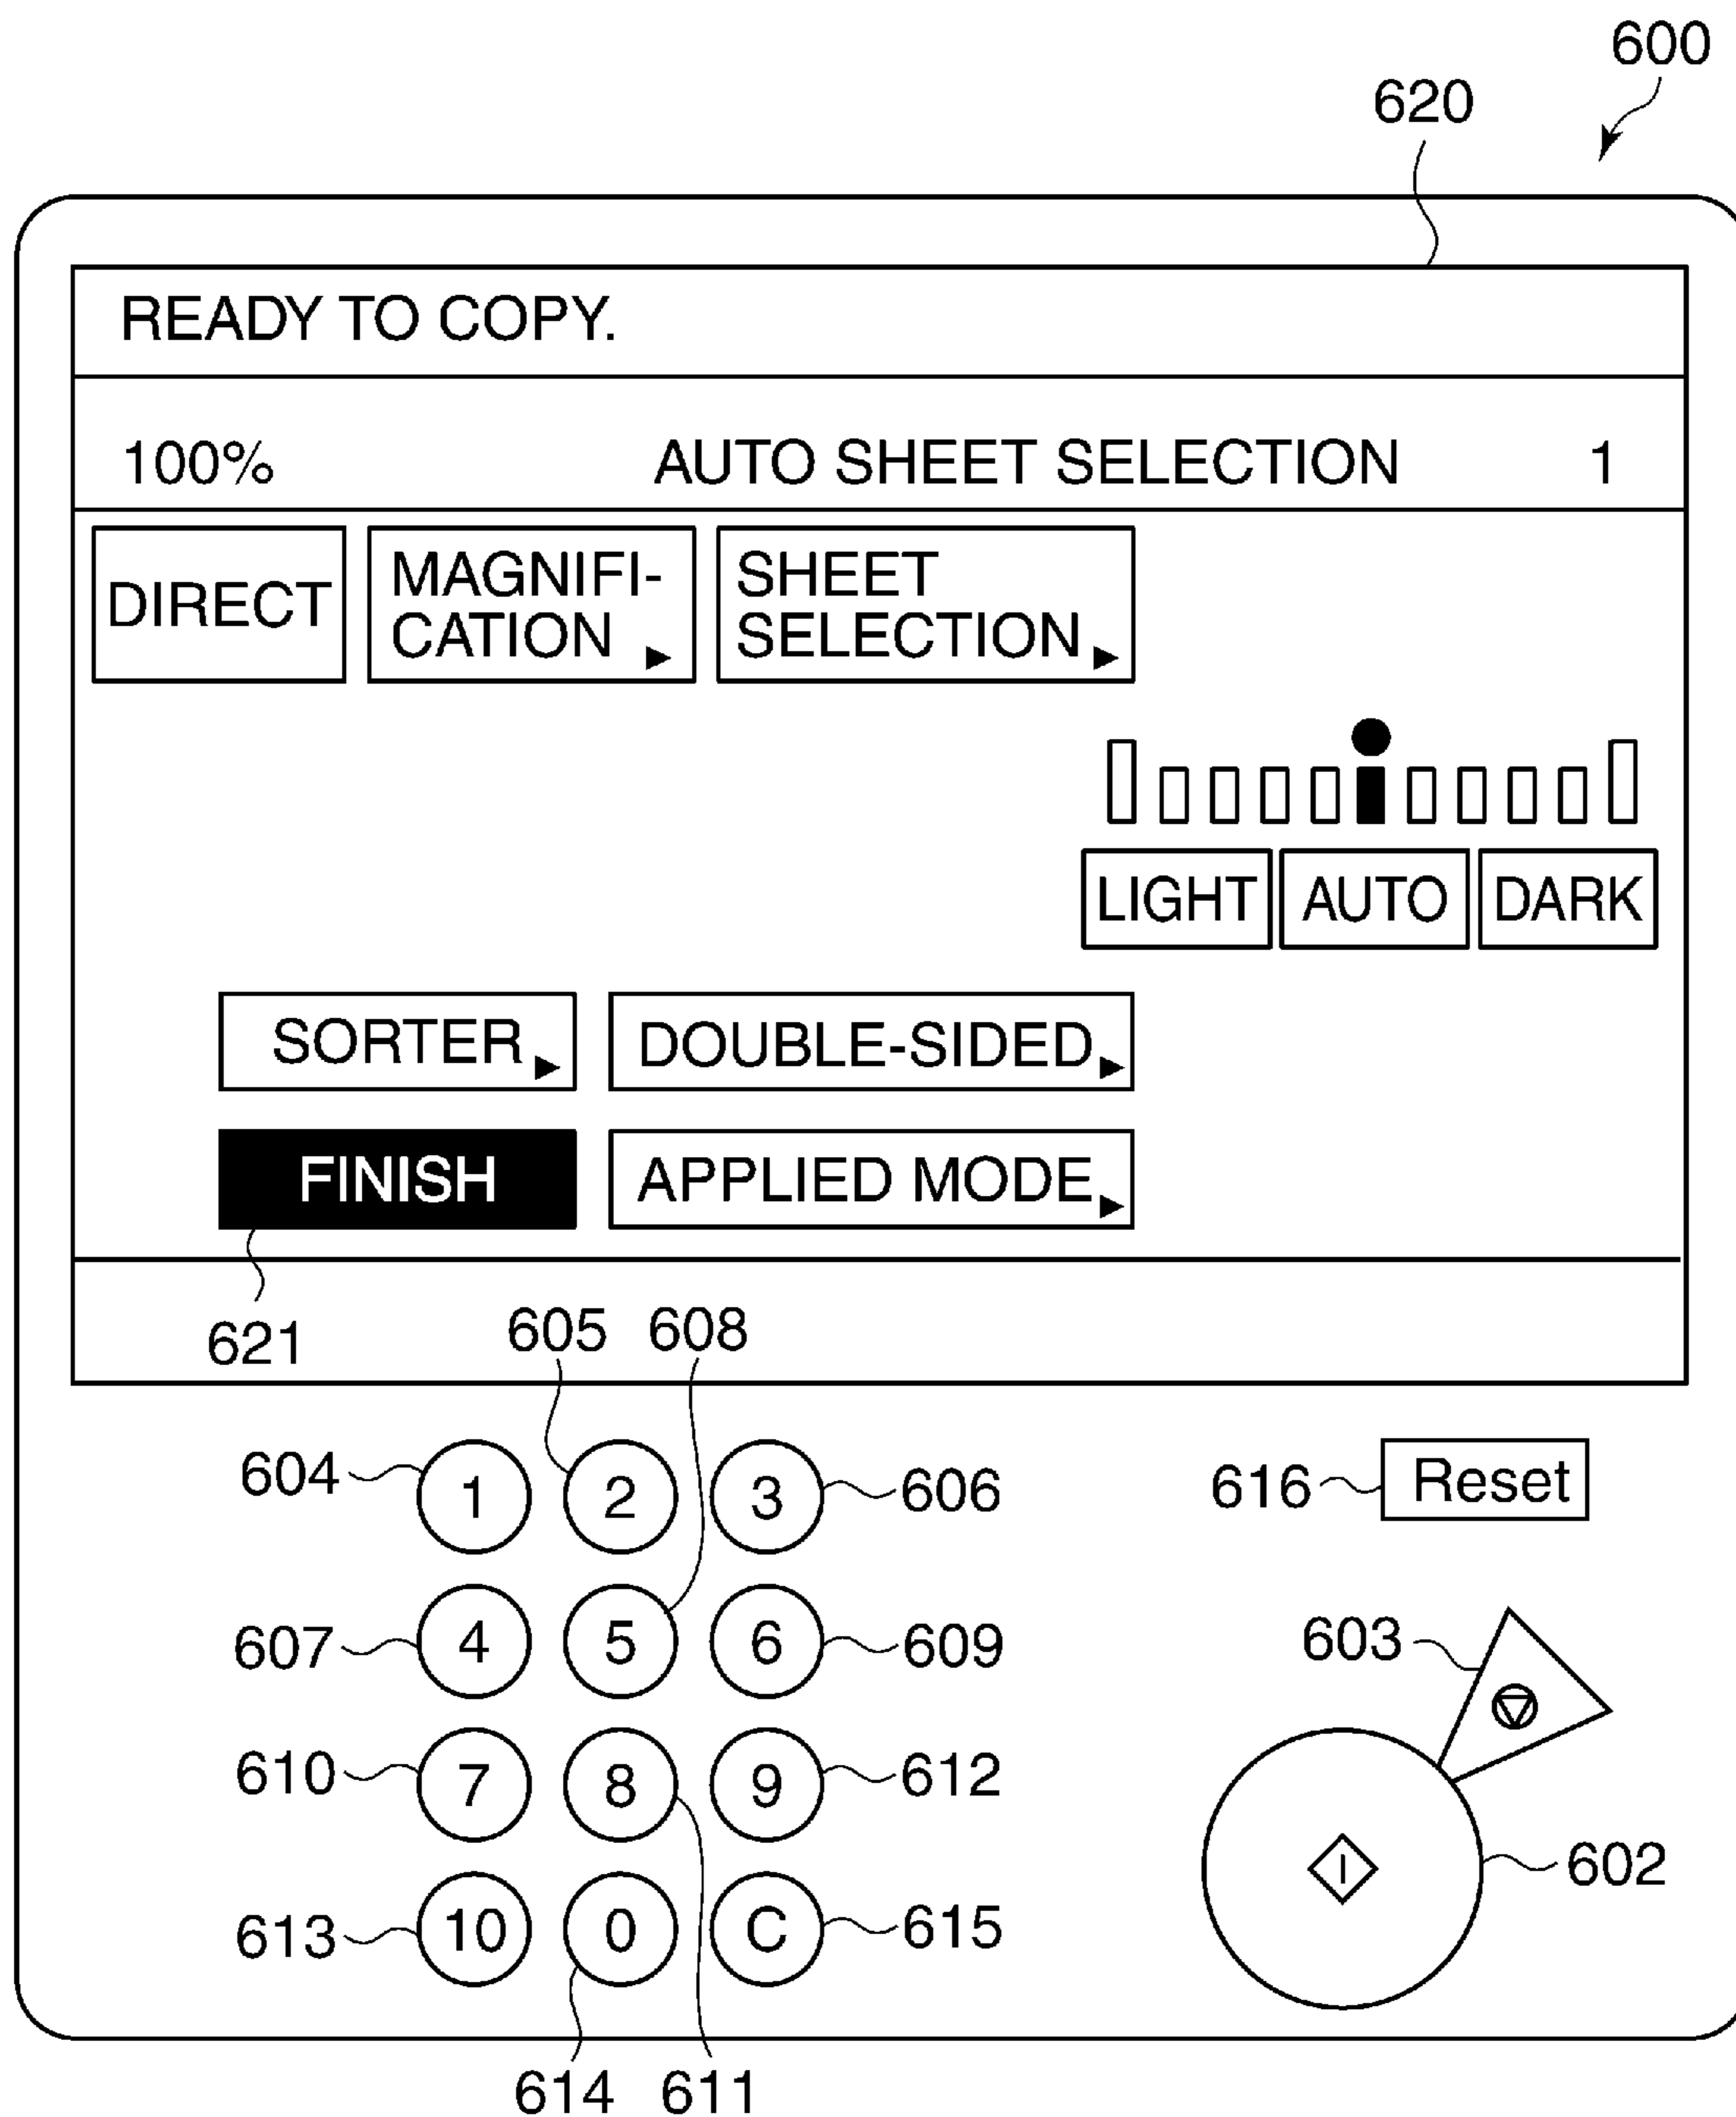 600
620
READY TO COPY.
100% AUTO SHEET SELECTION 1
DIRECT
MAGNIFI-
CATION
SHEET
SELECTION
LIGHT AUTO DARK
SORTER DOUBLE-SIDED
FINISH APPLIED MODE
621 605 608
604 1 2 3 606
616 Reset
607 4 5 6 609
603
610 7 8 9 612
602
613 10 0 C 615
614 611